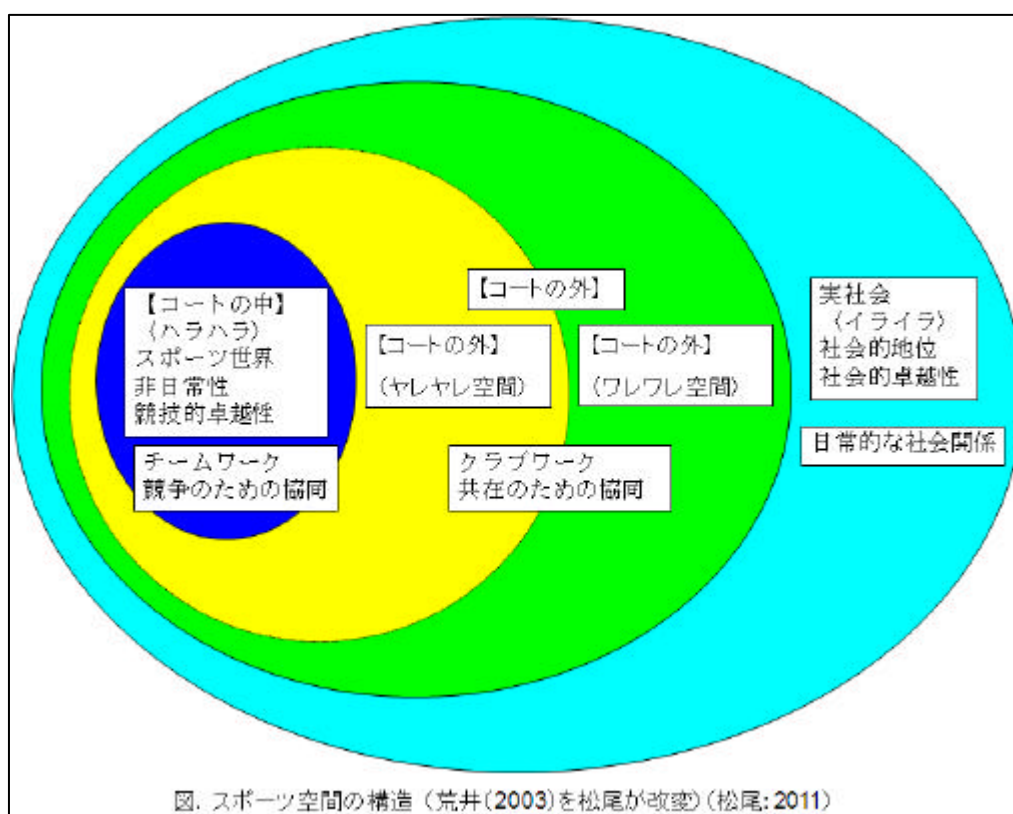 【コートの外】
【コートの中】
（ハラハラ）
スポーツ世界
非日常性
競技的卓越性
【コートの外】
（ヤレヤレ空間）
【コートの外】
（ワレワレ空間）
実社会
（イライラ）
社会的地位
社会的卓越性
チームワーク
競争のための協同
クラブワーク
共在のための協同
日常的な社会関係
図. スポーツ空間の構造（荒井(2003)を松尾が改変）(松尾: 2011)